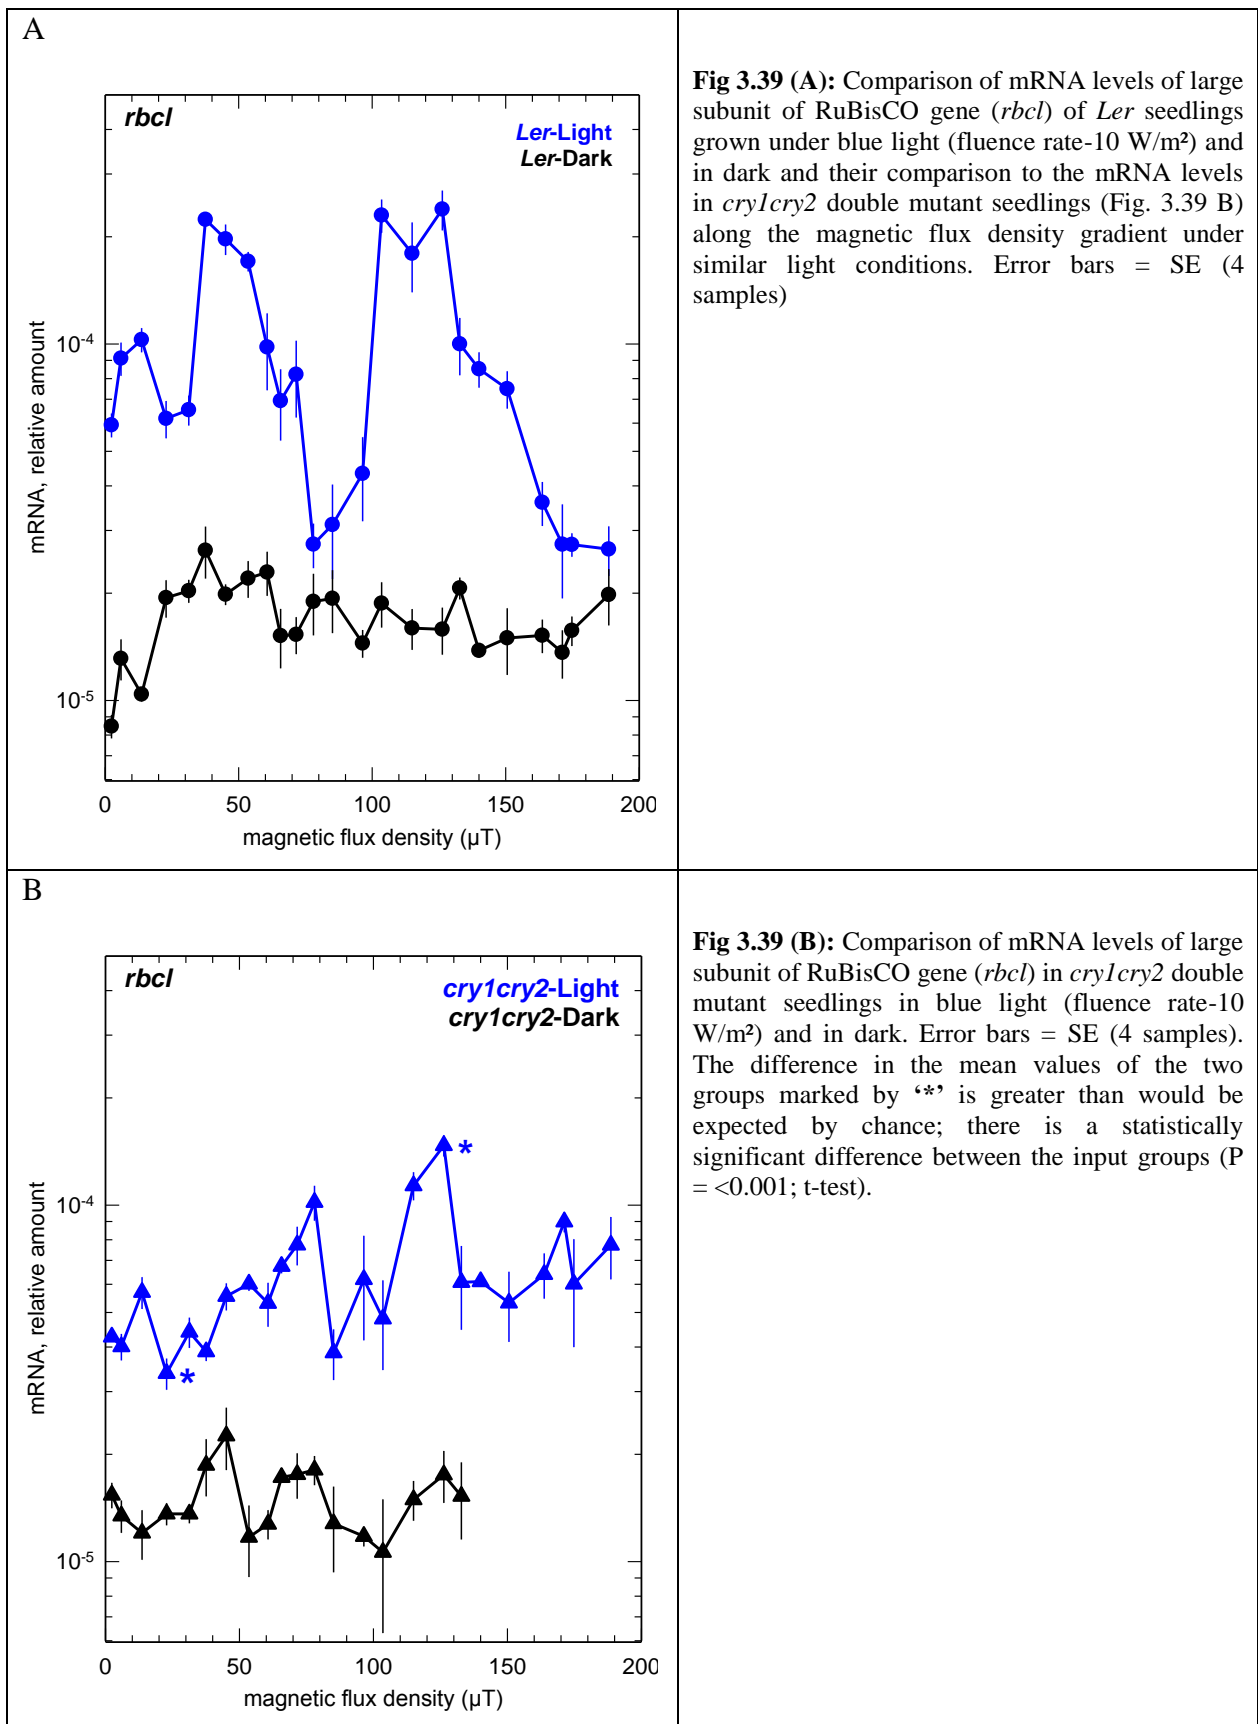 A
rbcl
Ler-Light
Ler-Dark
10-4
10-5
mRNA, relative amount
0 50 100 150 200
magnetic flux density (µT)
Fig 3.39 (A): Comparison of mRNA levels of large
subunit of RuBisCO gene (rbcl) of Ler seedlings
grown under blue light (fluence rate-10 W/m²) and
in dark and their comparison to the mRNA levels
in cry1cry2 double mutant seedlings (Fig. 3.39 B)
along the magnetic flux density gradient under
similar light conditions. Error bars = SE (4
samples)
B
rbcl
cry1cry2-Light
cry1cry2-Dark
10-4
10-5
mRNA, relative amount
*
*
0 50 100 150 200
magnetic flux density (µT)
Fig 3.39 (B): Comparison of mRNA levels of large
subunit of RuBisCO gene (rbcl) in cry1cry2 double
mutant seedlings in blue light (fluence rate-10
W/m²) and in dark. Error bars = SE (4 samples).
The difference in the mean values of the two
groups marked by ‘*’ is greater than would be
expected by chance; there is a statistically
significant difference between the input groups (P
= <0.001; t-test).